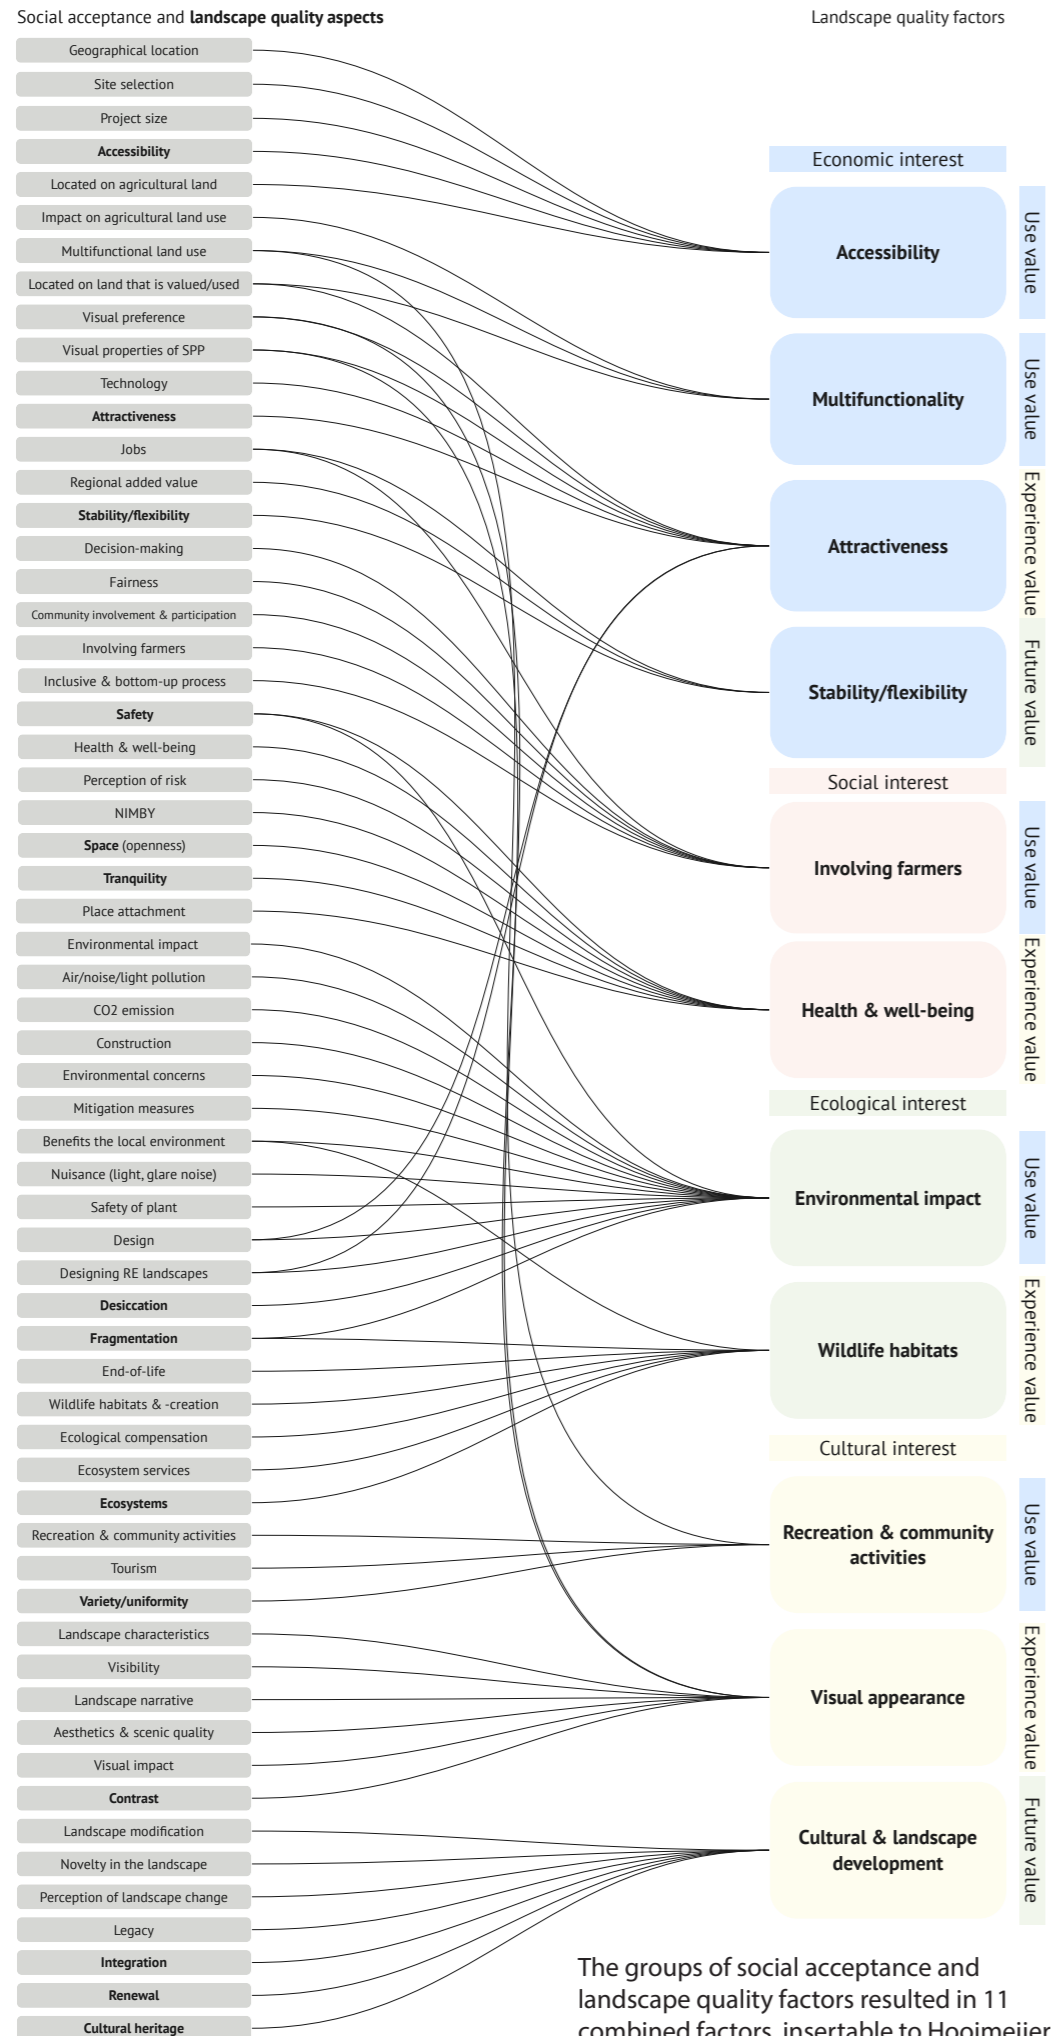 Social acceptance and landscape quality aspects
Landscape quality factors
Geographical location
Site selection
Project size
Accessibility
Located on agricultural land
Impact on agricultural land use
Multifunctional land use
Located on land that is valued/used
Visual preference
Visual properties of SPP
Technology
Attractiveness
Jobs
Regional added value
Stability/flexibility
Decision-making
Fairness
Community involvement & participation
Involving farmers
Inclusive & bottom-up process
Safety
Health & well-being
Perception of risk
NIMBY
Space (openness)
Tranquility
Place attachment
Environmental impact
Air/noise/light pollution
CO2 emission
Construction
Environmental concerns
Mitigation measures
Benefits the local environment
Nuisance (light, glare noise)
Safety of plant
Design
Designing RE landscapes
Desiccation
Fragmentation
End-of-life
Wildlife habitats & -creation
Ecological compensation
Ecosystem services
Ecosystems
Recreation & community activities
Tourism
Variety/uniformity
Landscape characteristics
Visibility
Landscape narrative
Aesthetics & scenic quality
Visual impact
Contrast
Landscape modification
Novelty in the landscape
Perception of landscape change
Legacy
Integration
Renewal
Cultural heritage
Economic interest
Accessibility
Use value
Multifunctionality
Use value
Attractiveness
Experience value
Stability/flexibility
Future value
Social interest
Involving farmers
Use value
Health & well-being
Experience value
Ecological interest
Environmental impact
Use value
Wildlife habitats
Experience value
Cultural interest
Recreation & community
activities
Use value
Visual appearance
Experience value
Cultural & landscape
development
Future value
The groups of social acceptance and
landscape quality factors resulted in 11
combined factors, insertable to Hooimeijer